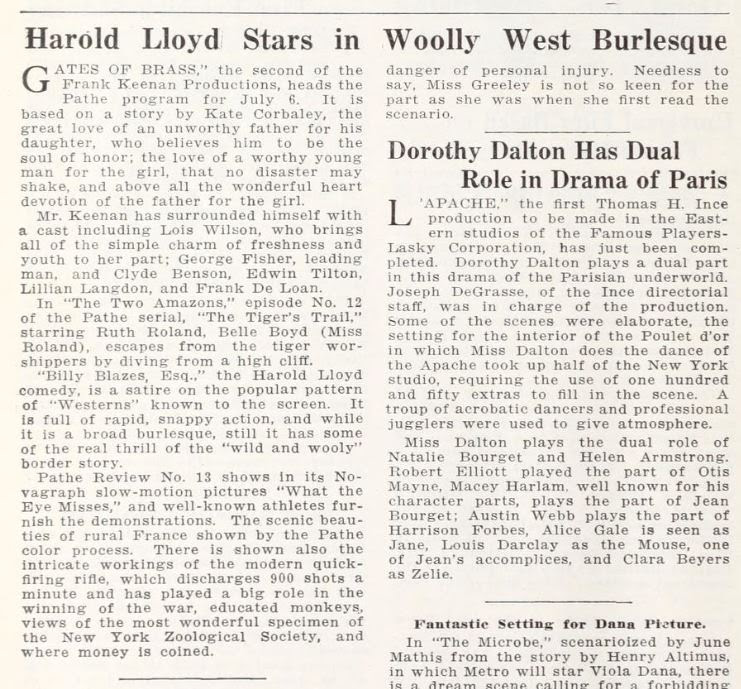 Harold Lloyd Stars in Woolly West Burlesque
GATES OF BRASS," the second of the
Frank Keenan Productions, heads the
Pathe program for July 6. It is
based on a story by Kate Corbaley, the
great love of an unworthy father for his
daughter, who believes him to be the
soul of honor; the love of a worthy young
man for the girl, that no disaster may
shake, and above all the wonderful heart
devotion of the father for the girl.
Mr. Keenan has surrounded himself with
a cast including Lois Wilson, who brings
all of the simple charm of freshness and
youth to her part; George Fisher, leading
man, and Clyde Benson, Edwin Tilton,
Lillian Langdon, and Frank De Loan.
In "The Two Amazons," episode No. 12
of the Pathe serial, "The Tiger's Trail,"
starring Ruth Roland, Belle Boyd (Miss
Roland), escapes from the tiger wor-
shippers by diving from a high cliff.
"Billy Blazes, Esq.," the Harold Lloyd
comedy, is a satire on the popular pattern
of "Westerns" known to the screen. It
is full of rapid, snappy action, and while
it is a broad burlesque, still it has some
of the real thrill of the "wild and wooly"
border story.
Pathe Review No. 13 shows in its No-
vagraph slow-motion pictures "What the
Eye Misses," and well-known athletes fur-
nish the demonstrations. The scenic beau-
ties of rural France shown by the Pathe
color process. There is shown also the
intricate workings of the modern quick-
firing rifle, which discharges 900 shots a
minute and has played a big role in the
winning of the war, educated monkeys,
views of the most wonderful specimen of
the New York Zoological Society, and
where money is coined.
danger of personal injury. Needless to
say, Miss Greeley is not so keen for the
part as she was when she first read the
scenario.
Dorothy Dalton Has Dual
Role in Drama of Paris
L'APACHE," the first Thomas H. Ince
production to be made in the East-
ern studios of the Famous Players-
Lasky Corporation, has just been com-
pleted. Dorothy Dalton plays a dual part
in this drama of the Parisian underworld.
Joseph DeGrasse, of the Ince directorial
staff, was in charge of the production.
Some of the scenes were elaborate, the
setting for the interior of the Poulet d'or
in which Miss Dalton does the dance of
the Apache took up half of the New York
studio, requiring the use of one hundred
and fifty extras to fill in the scene. A
troup of acrobatic dancers and professional
jugglers were used to give atmosphere.
Miss Dalton plays the dual role of
Natalie Bourget and Helen Armstrong.
Robert Elliott played the part of Otis
Mayne, Macey Harlam, well known for his
character parts, plays the part of Jean
Bourget; Austin Webb plays the part of
Harrison Forbes, Alice Gale is seen as
Jane, Louis Darclay as the Mouse, one
of Jean's accomplices, and Clara Beyers
as Zelie.
Fantastic Setting for Dana Picture.
In "The Microbe," scenarioized by June
Mathis from the story by Henry Altimus,
in which Metro will star Viola Dana, there
is a dream scene calling for a forbidding